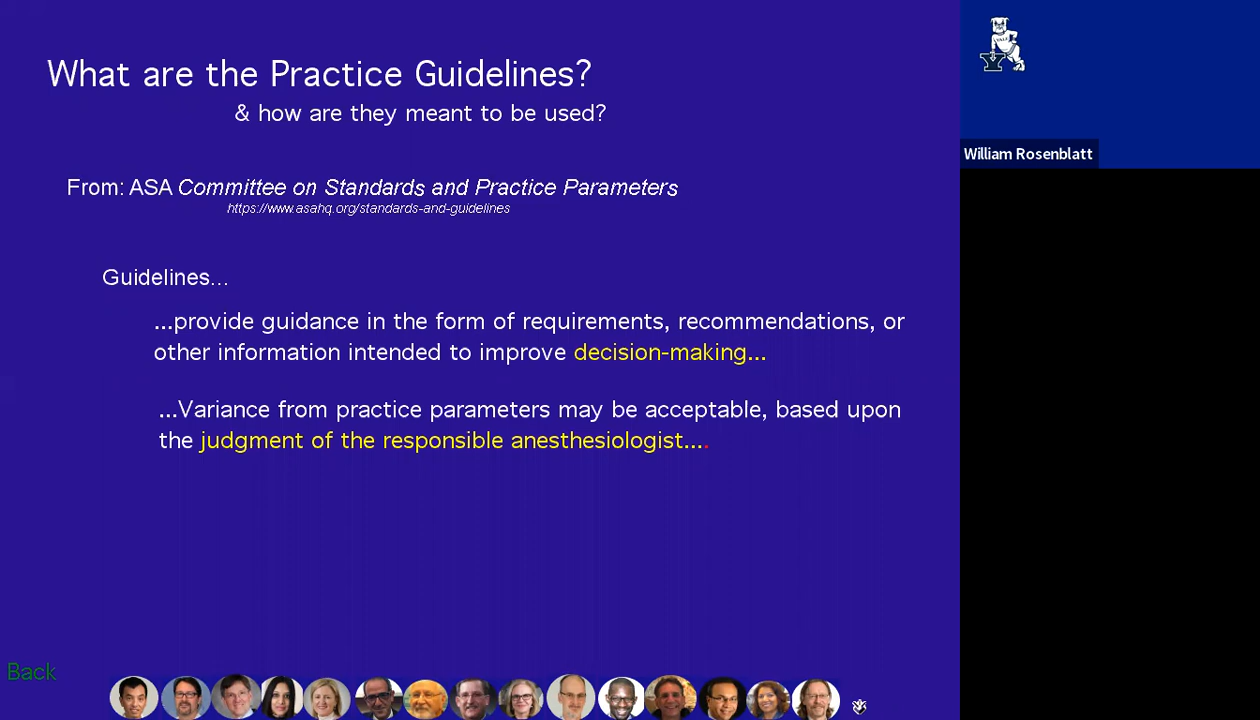 What are the Practice Guidelines?
& how are they meant to be used?
From: ASA Committee on Standards and Practice Parameters
https://www.asahq.org/standards-and-guidelines
Guidelines...
...provide guidance in the form of requirements, recommendations, or
other information intended to improve decision-making...
...Variance from practice parameters may be acceptable, based upon
the judgment of the responsible anesthesiologist....
Back
YALE
Y
William Rosenblatt